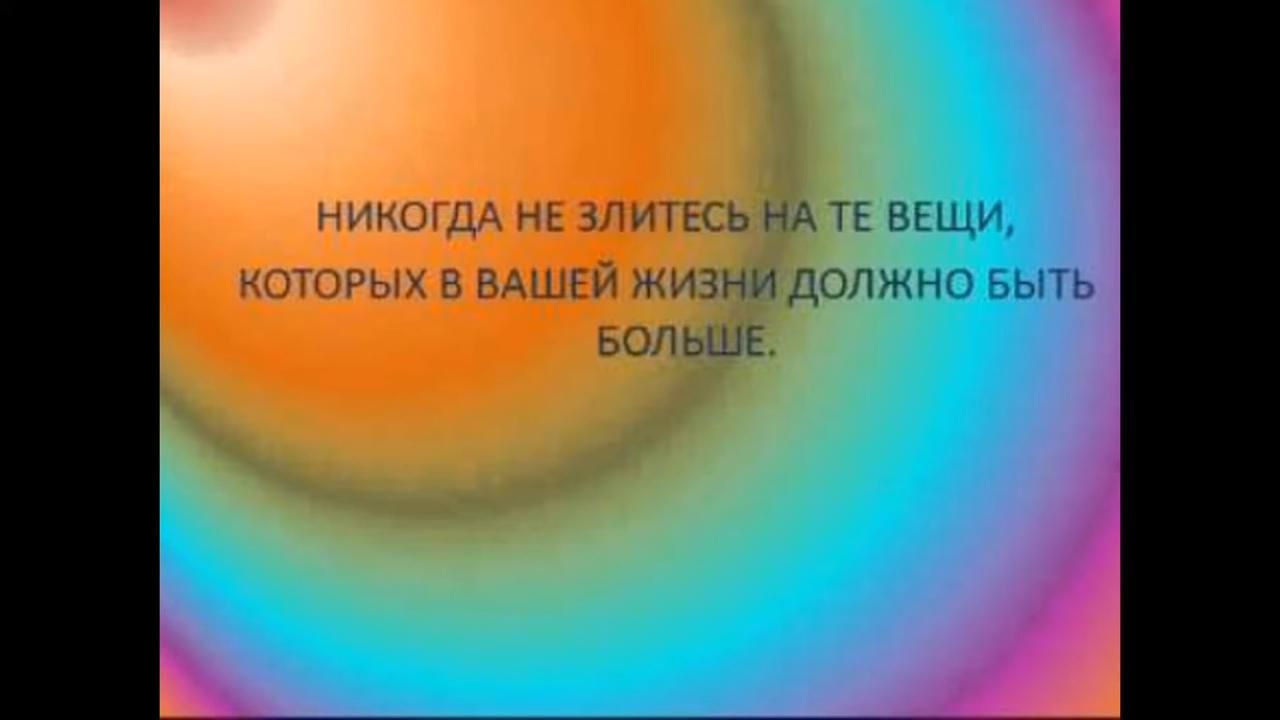 НИКОГДА НЕ ЗЛИТЕСЬ НА ТЕ ВЕЩИ,
КОТОРЫХ В ВАШЕЙ ЖИЗНИ ДОЛЖНО БЫТЬ
БОЛЬШЕ.